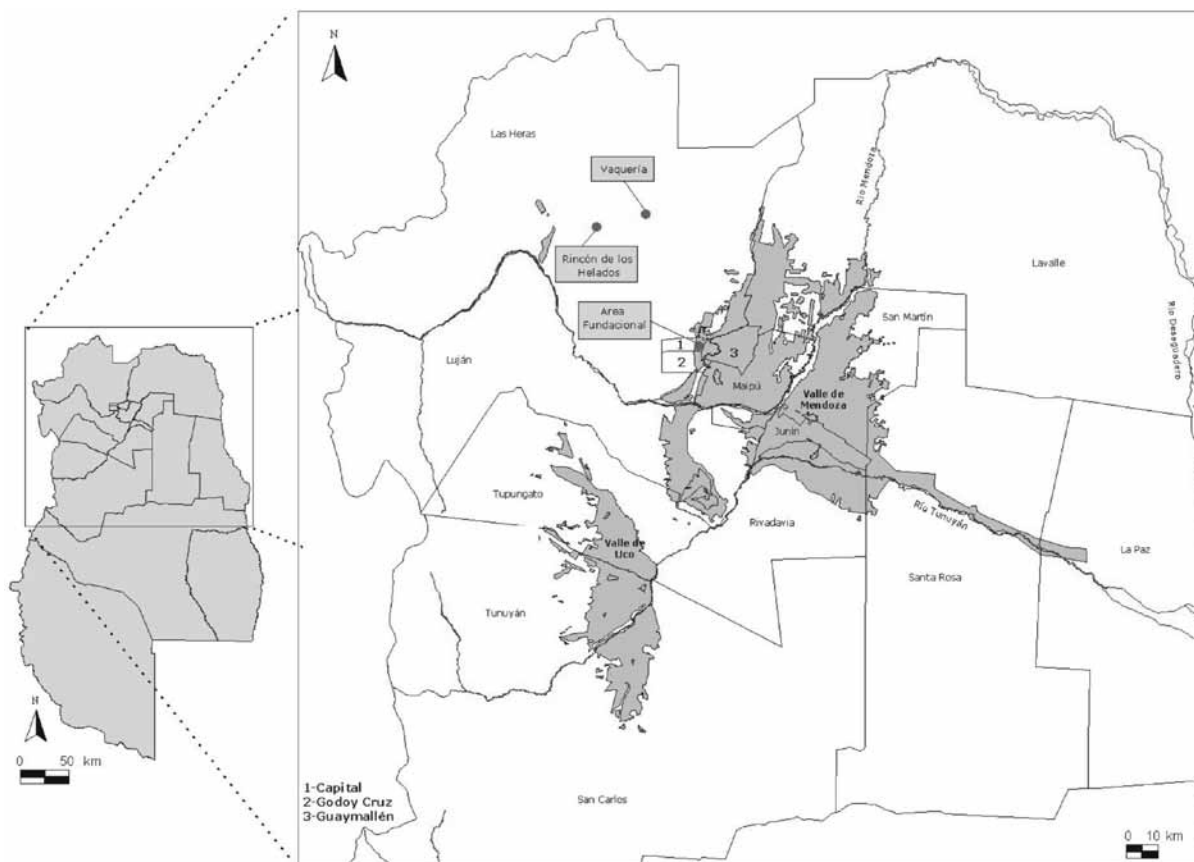 N
Las Heras
Vaquería
Rincón de los
Helados
Area
Fundacional
1
2
3
Río Mendoza
Lavalle
Río Desaguadero
San Martín
Luján
Maipú
Valle de
Mendoza
Junín
Tupungato
Valle de
Uco
Rivadavia
Río Tunuyán
La Paz
Santa Rosa
Tunuyán
San Carlos
N
0 50 km
1-Capital
2-Godoy Cruz
3-Guaymallén
0 10 km